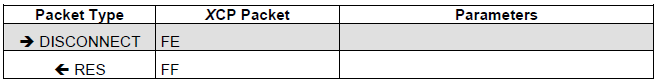 Packet Type XCP Packet Parameters
➔ DISCONNECT FE
🡸 RES FF